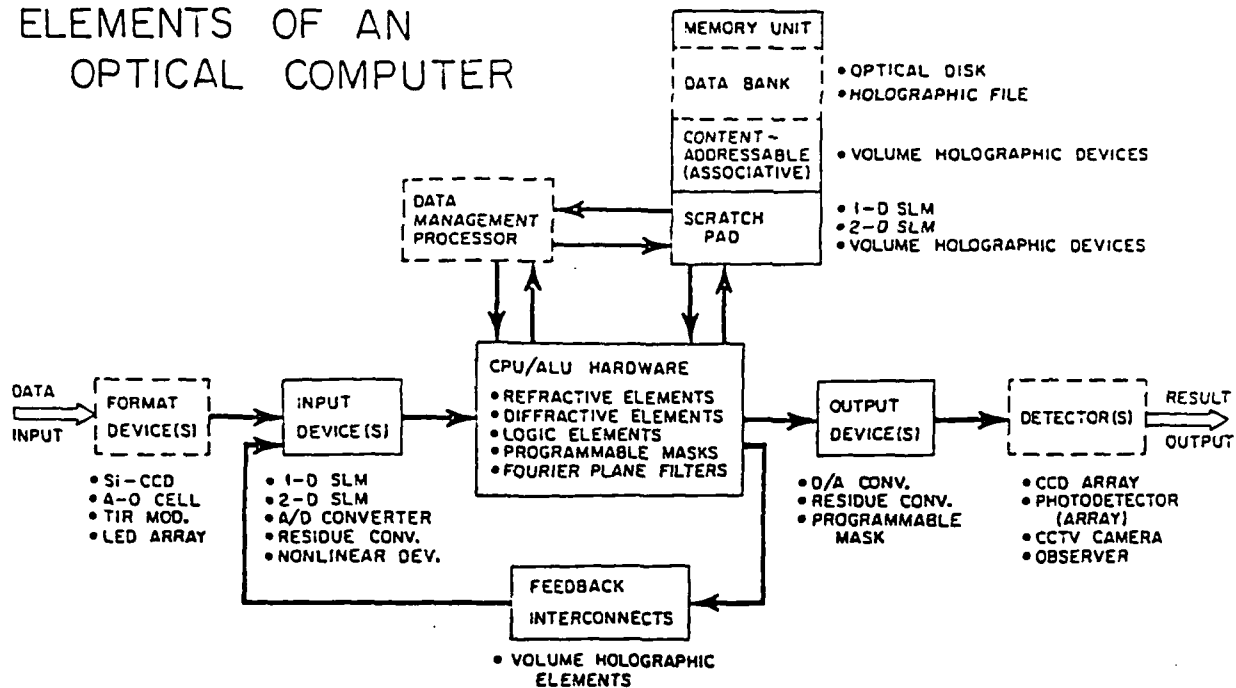 ELEMENTS OF AN
OPTICAL COMPUTER
MEMORY UNIT
DATA BANK
• OPTICAL DISK
• HOLOGRAPHIC FILE
CONTENT-
ADDRESSABLE
(ASSOCIATIVE)
• VOLUME HOLOGRAPHIC DEVICES
SCRATCH
PAD
• 1-D SLM
• 2-D SLM
• VOLUME HOLOGRAPHIC DEVICES
DATA
MANAGEMENT
PROCESSOR
DATA
INPUT
FORMAT
DEVICE(S)
• Si-CCD
• A-O CELL
• TIR MOD.
• LED ARRAY
INPUT
DEVICE(S)
• 1-D SLM
• 2-D SLM
• A/D CONVERTER
• RESIDUE CONV.
• NONLINEAR DEV.
CPU/ALU HARDWARE
• REFRACTIVE ELEMENTS
• DIFFRACTIVE ELEMENTS
• LOGIC ELEMENTS
• PROGRAMMABLE MASKS
• FOURIER PLANE FILTERS
OUTPUT
DEVICE(S)
• D/A CONV.
• RESIDUE CONV.
• PROGRAMMABLE
MASK
DETECTOR(S)
• CCD ARRAY
• PHOTODETECTOR
(ARRAY)
• CCTV CAMERA
• OBSERVER
RESULT
OUTPUT
FEEDBACK
INTERCONNECTS
• VOLUME HOLOGRAPHIC
ELEMENTS